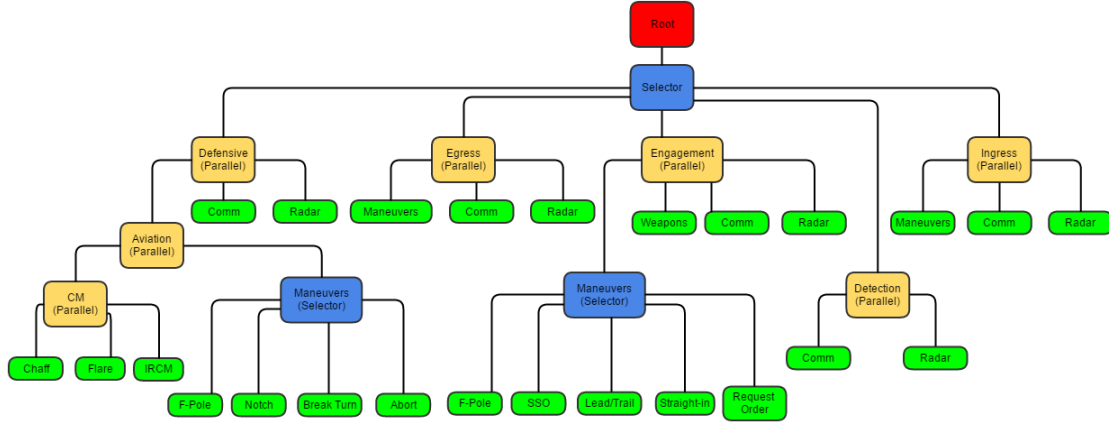 Root
Selector
Defensive
(Parallel)
Egress
(Parallel)
Engagement
(Parallel)
Ingress
(Parallel)
Comm
Radar
Maneuvers
Comm
Radar
Weapons
Comm
Radar
Maneuvers
Comm
Radar
Aviation
(Parallel)
CM
(Parallel)
Maneuvers
(Selector)
Maneuvers
(Selector)
Detection
(Parallel)
Chaff
Flare
IRCM
Comm
Radar
F-Pole
Notch
Break Turn
Abort
F-Pole
SSO
Lead/Trail
Straight-in
Request
Order